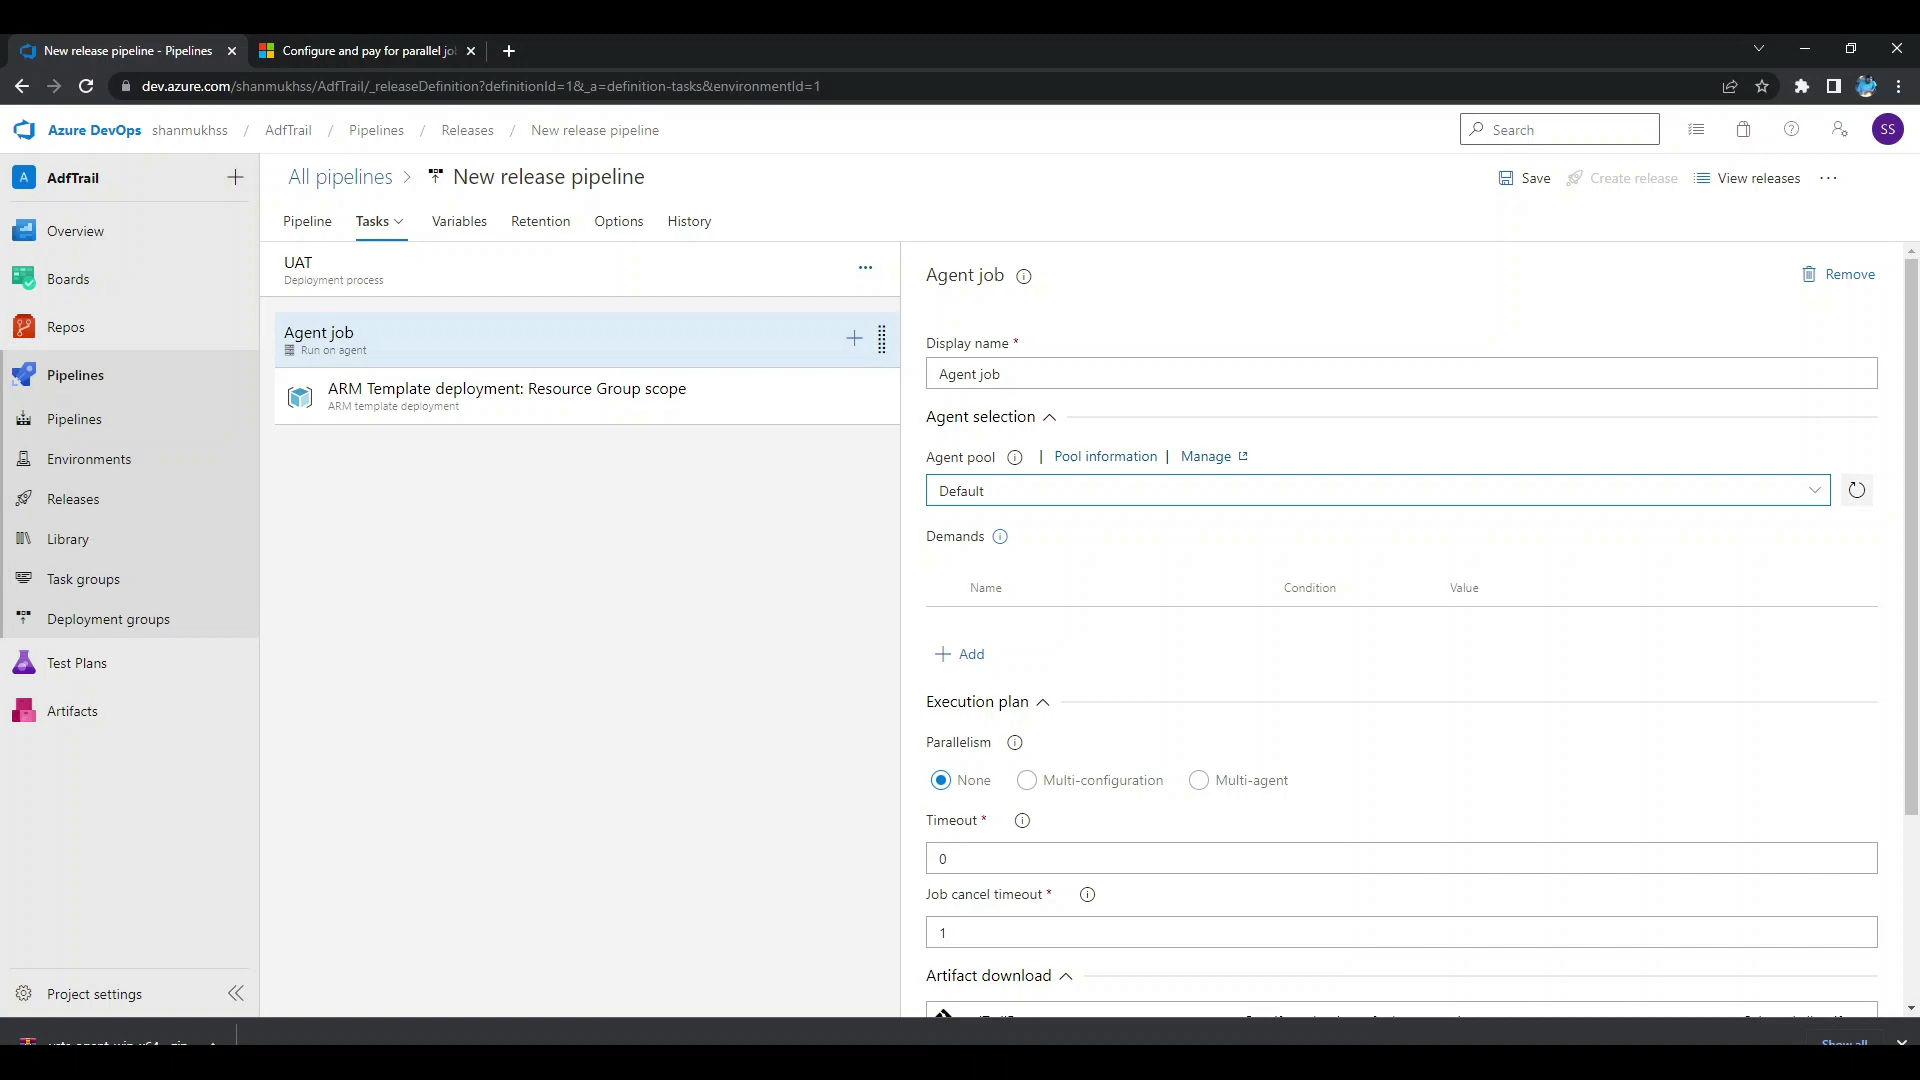 New release pipeline - Pipelines
Configure and pay for parallel jo
dev.azure.com/shanmukhss/AdfTrail/_releaseDefinition?definitionId=1&_a=definition-tasks&environmentId=1
Azure DevOps shanmukhss / AdfTrail / Pipelines / Releases / New release pipeline
Search
SS
A AdfTrail
All pipelines > New release pipeline
Save Create release View releases
Pipeline Tasks Variables Retention Options History
Overview
Boards
Repos
Pipelines
Pipelines
Environments
Releases
Library
Task groups
Deployment groups
Test Plans
Artifacts
Project settings
UAT
Deployment process
Agent job
Run on agent
ARM Template deployment: Resource Group scope
ARM template deployment
Agent job
Remove
Display name *
Agent job
Agent selection
Agent pool | Pool information | Manage
Default
Demands
Name Condition Value
Add
Execution plan
Parallelism
None Multi-configuration Multi-agent
Timeout *
0
Job cancel timeout *
1
Artifact download
Show all